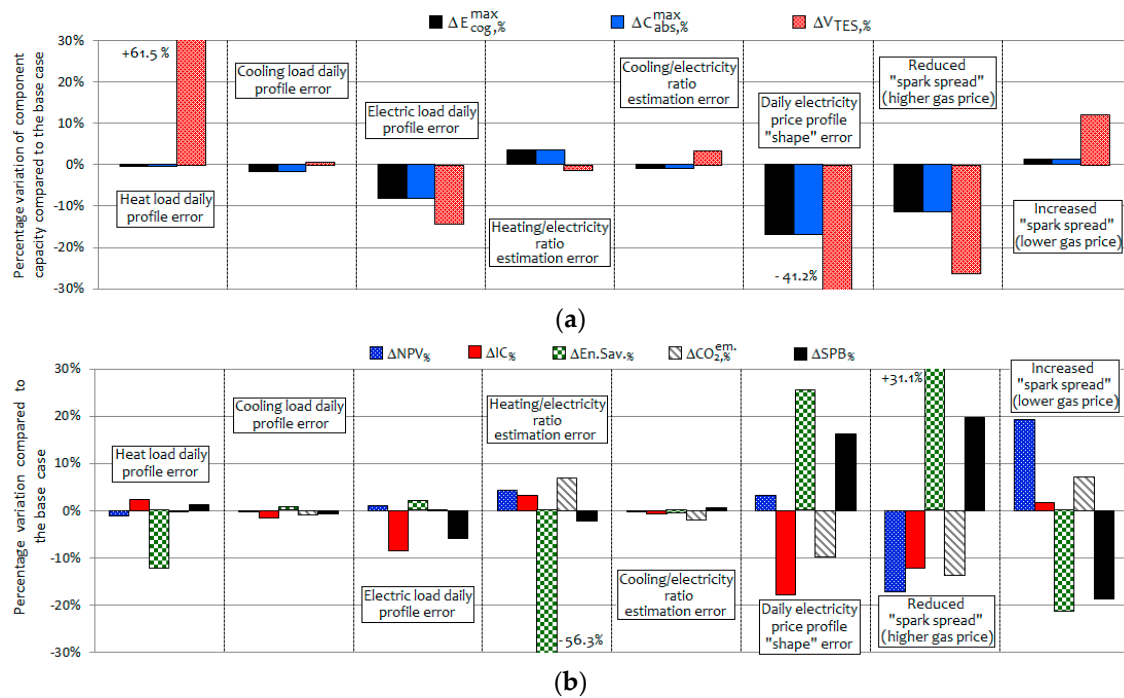 ΔE^max_cog,% ΔC^max_abs,% ΔV_TES,%
Percentage variation of component
capacity compared to the base case
30%
20%
10%
0%
-10%
-20%
-30%
+61.5 %
Heat load daily
profile error
Cooling load daily
profile error
Electric load daily
profile error
Heating/electricity
ratio
estimation error
Cooling/electricity
ratio
estimation error
Daily electricity
price profile
"shape" error
- 41.2%
Reduced
"spark spread"
(higher gas price)
Increased
"spark spread"
(lower gas price)
(a)
ΔNPV% ΔIC% ΔEn.Sav.% ΔCO₂,%^em. ΔSPB%
Percentage variation compared to
the base case
30%
20%
10%
0%
-10%
-20%
-30%
Heat load daily
profile error
Cooling load daily
profile error
Electric load daily
profile error
Heating/electricity
ratio
estimation error
- 56.3%
Cooling/electricity
ratio
estimation error
Daily electricity
price profile
"shape" error
+31.1%
Reduced
"spark spread"
(higher gas price)
Increased
"spark spread"
(lower gas price)
(b)